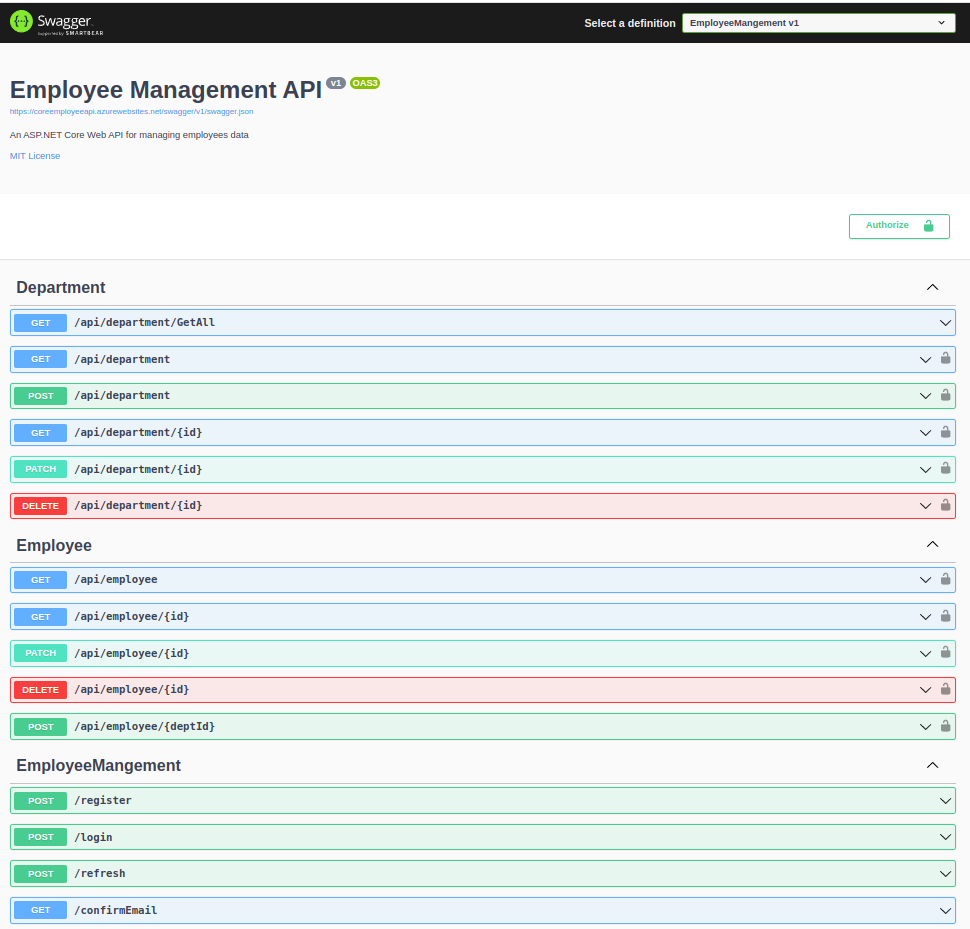 Swagger
Supported by SMARTBEAR
Select a definition
EmployeeMangement v1
Employee Management API v1 OAS3
https://coreemployeeapi.azurewebsites.net/swagger/v1/swagger.json
An ASP.NET Core Web API for managing employees data
MIT License
Authorize
Department
GET /api/department/GetAll
GET /api/department
POST /api/department
GET /api/department/{id}
PATCH /api/department/{id}
DELETE /api/department/{id}
Employee
GET /api/employee
GET /api/employee/{id}
PATCH /api/employee/{id}
DELETE /api/employee/{id}
POST /api/employee/{deptId}
EmployeeMangement
POST /register
POST /login
POST /refresh
GET /confirmEmail